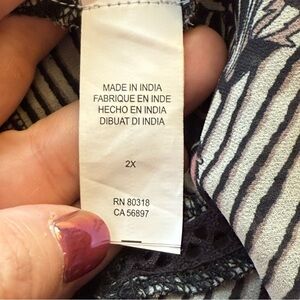 MADE IN INDIA
FABRIQUE EN INDE
HECHO EN INDIA
DIBUAT DI INDIA
2X
RN 80318
CA 56897